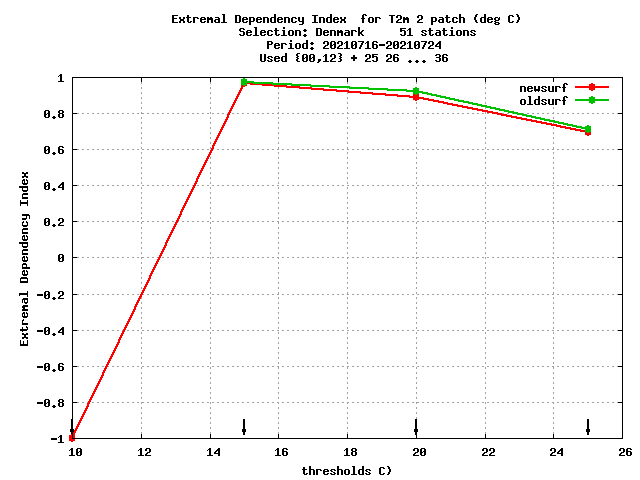 Extremal Dependency Index  for T2m 2 patch (deg C)
Selection: Denmark     51 stations
Period: 20210716-20210724
Used {00,12} + 25 26 ... 36
newsurf
oldsurf
Extremal Dependency Index
1
0.8
0.6
0.4
0.2
0
-0.2
-0.4
-0.6
-0.8
-1
10 12 14 16 18 20 22 24 26
thresholds C)